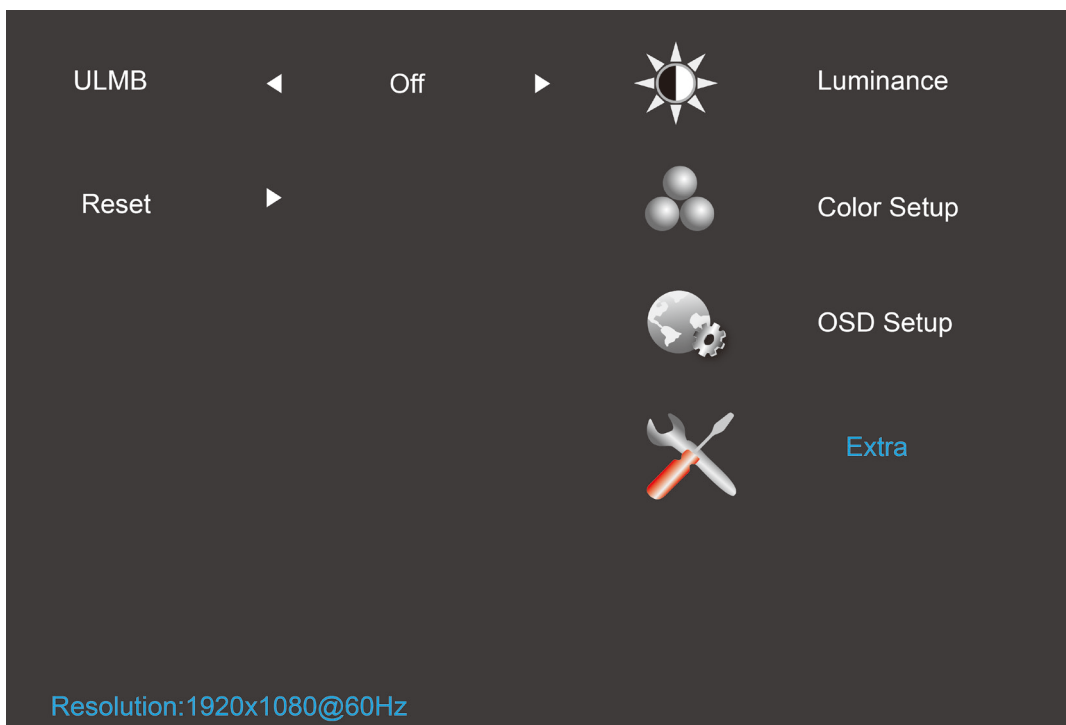 ULMB Off Luminance
Reset Color Setup
OSD Setup
Extra
Resolution:1920x1080@60Hz